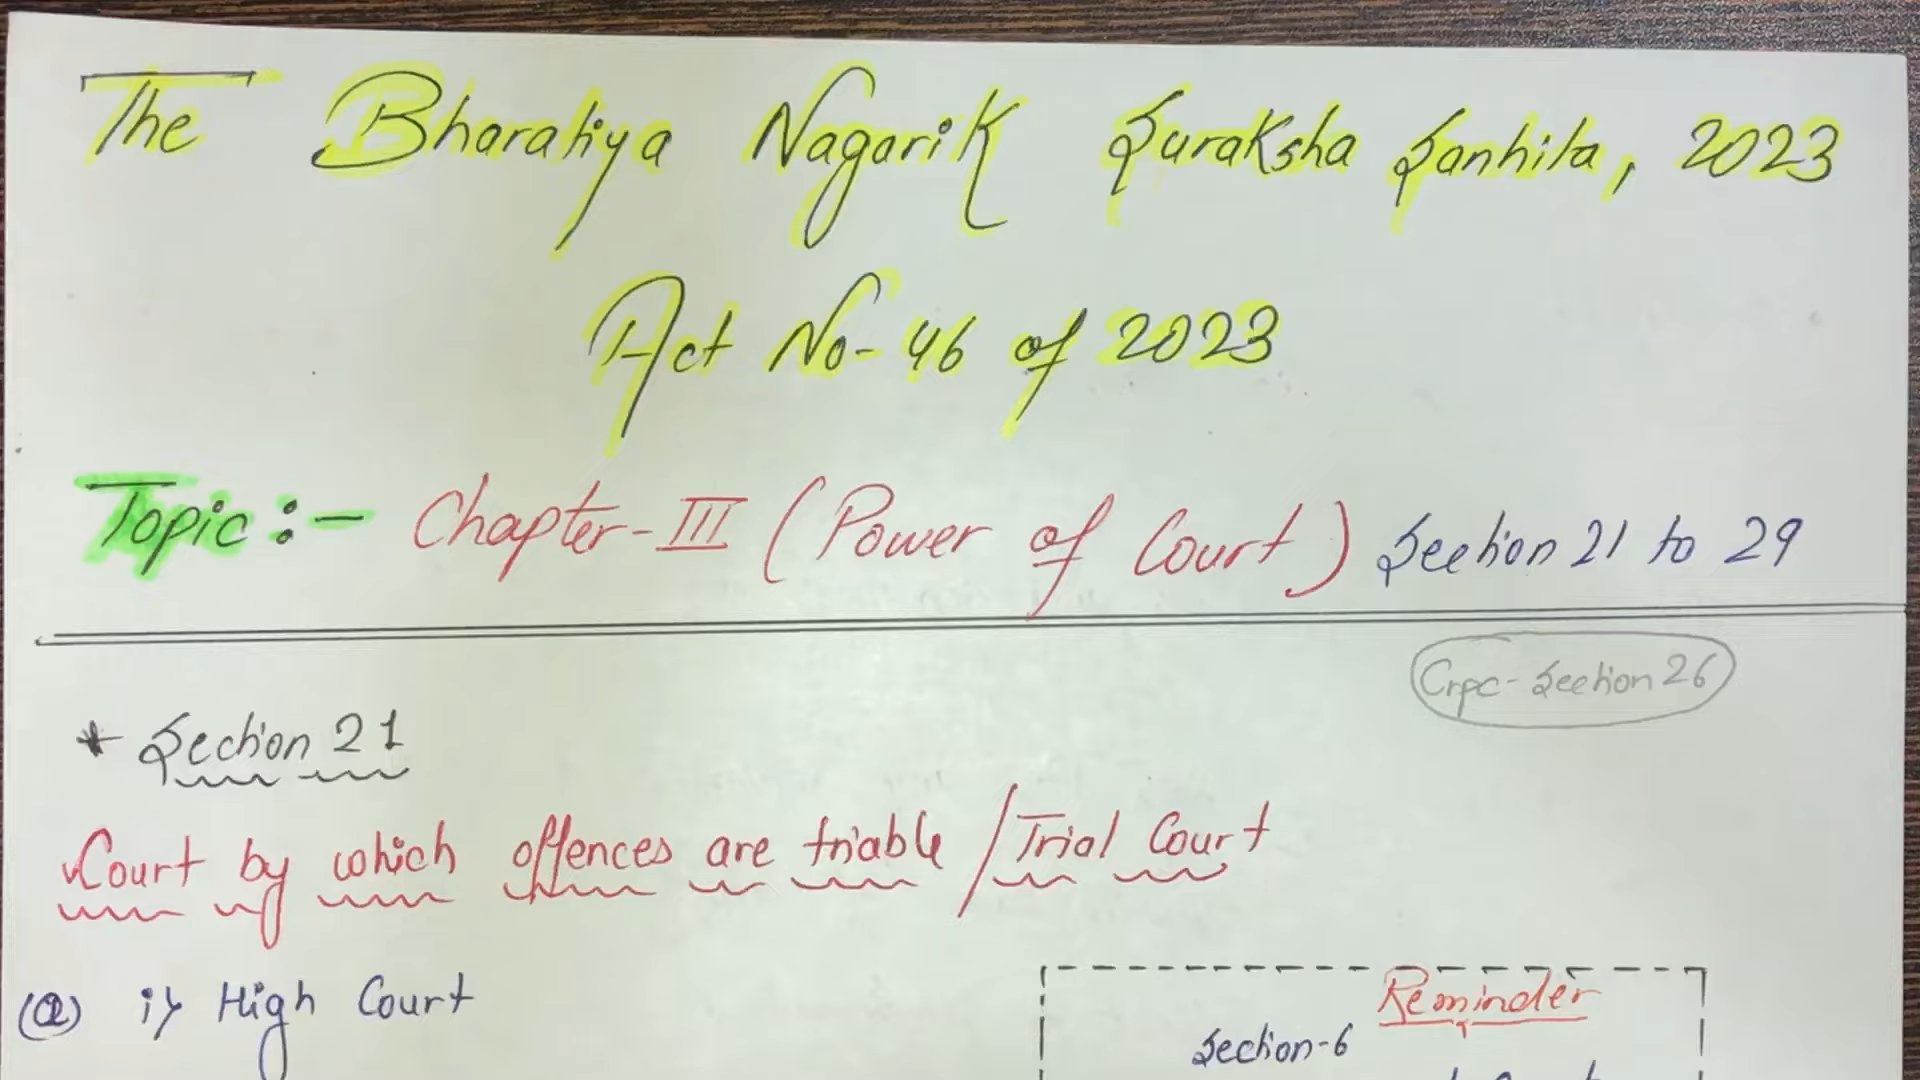 The Bharatiya Nagarik Suraksha Sanhita, 2023
Act No- 46 of 2023
Topic :- Chapter-III (Power of Court) Section 21 to 29
Crpc- Section 26
* Section 21
Court by which offences are triable / Trial Court
(a) i) High Court
Reminder
Section-6